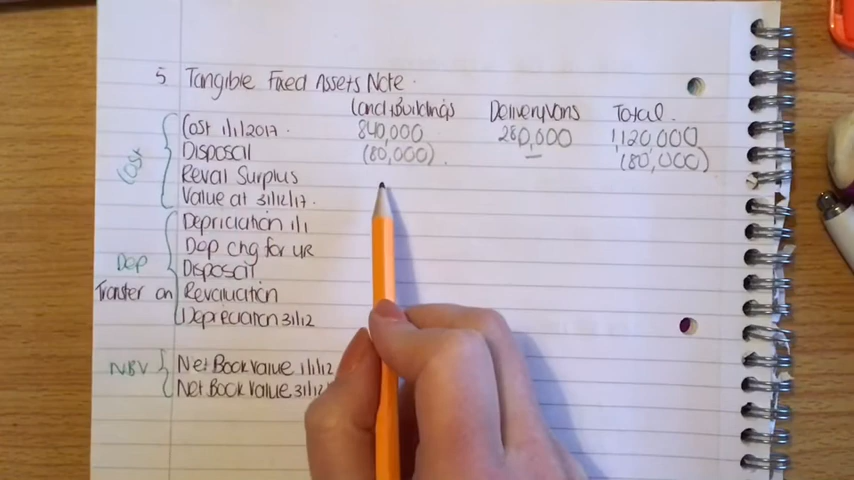 5 Tangible Fixed Assets Note.
Land+Buildings Delivery Vans Total.
Cost 1/1/2017. 840,000 280,000 1,120,000
Disposal (80,000). — (80,000)
Reval Surplus
Value at 31/12/17.
Cost
Depriciation 1/1
Dep chg for YR
Disposal
Dep
Transfer on Revaluation
Depreciation 31/12
NBV
Net Book Value 1/1/12
Net Book Value 31/12